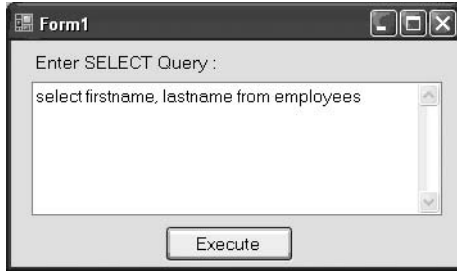 Form1
Enter SELECT Query :
select firstname, lastname from employees
Execute